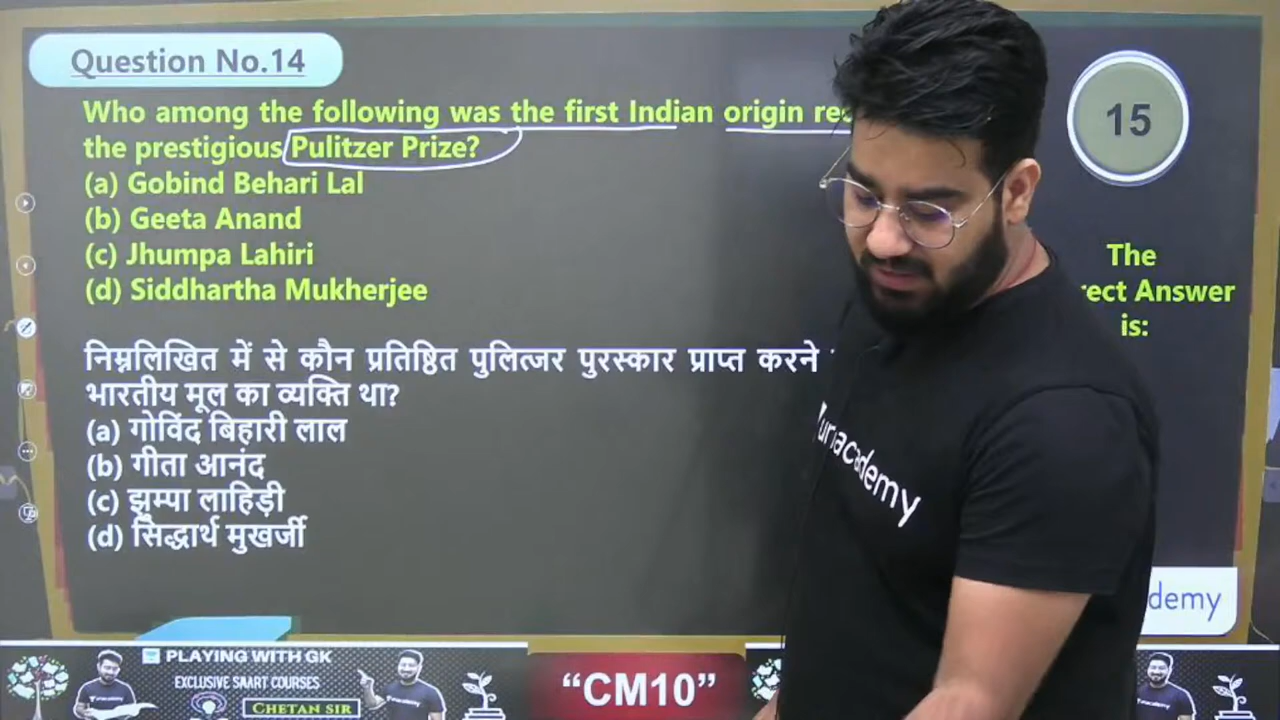 Question No.14
Who among the following was the first Indian origin
the prestigious Pulitzer Prize?
(a) Gobind Behari Lal
(b) Geeta Anand
(c) Jhumpa Lahiri
(d) Siddhartha Mukherjee
निम्नलिखित में से कौन प्रतिष्ठित पुलित्जर पुरस्कार प्राप्त करने
भारतीय मूल का व्यक्ति था?
(a) गोविंद बिहारी लाल
(b) गीता आनंद
(c) झुम्पा लाहिड़ी
(d) सिद्धार्थ मुखर्जी
15
The
rect Answer
is:
unacademy
demy
PLAYING WITH GK
EXCLUSIVE SAART COURSES
CHETAN SIR
“CM10”